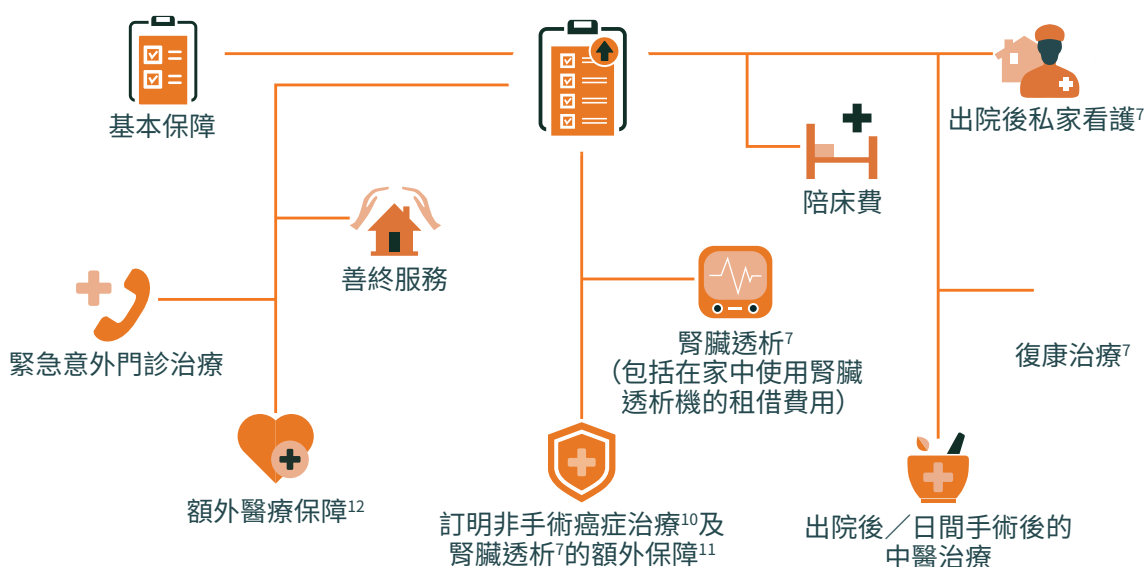 基本保障
出院後私家看護⁷
陪床費
善終服務
緊急意外門診治療
腎臟透析⁷
（包括在家中使用腎臟
透析機的租借費用）
復康治療⁷
額外醫療保障¹²
訂明非手術癌症治療¹⁰及
腎臟透析⁷的額外保障¹¹
出院後／日間手術後的
中醫治療